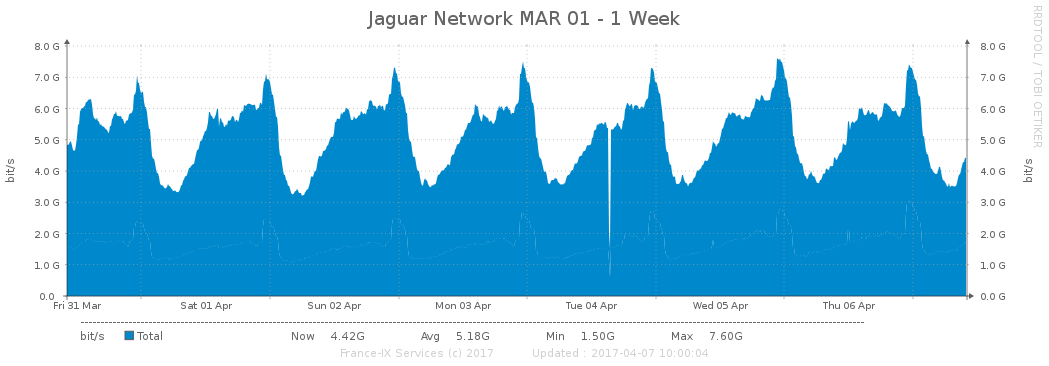 Jaguar Network MAR 01 - 1 Week
RRDTOOL / TOBI OETIKER
bit/s
8.0 G
7.0 G
6.0 G
5.0 G
4.0 G
3.0 G
2.0 G
1.0 G
0.0
8.0 G
7.0 G
6.0 G
5.0 G
4.0 G
3.0 G
2.0 G
1.0 G
0.0 G
bit/s
Fri 31 Mar Sat 01 Apr Sun 02 Apr Mon 03 Apr Tue 04 Apr Wed 05 Apr Thu 06 Apr
bit/s Total Now 4.42G Avg 5.18G Min 1.50G Max 7.60G
France-IX Services (c) 2017 Updated : 2017-04-07 10:00:04